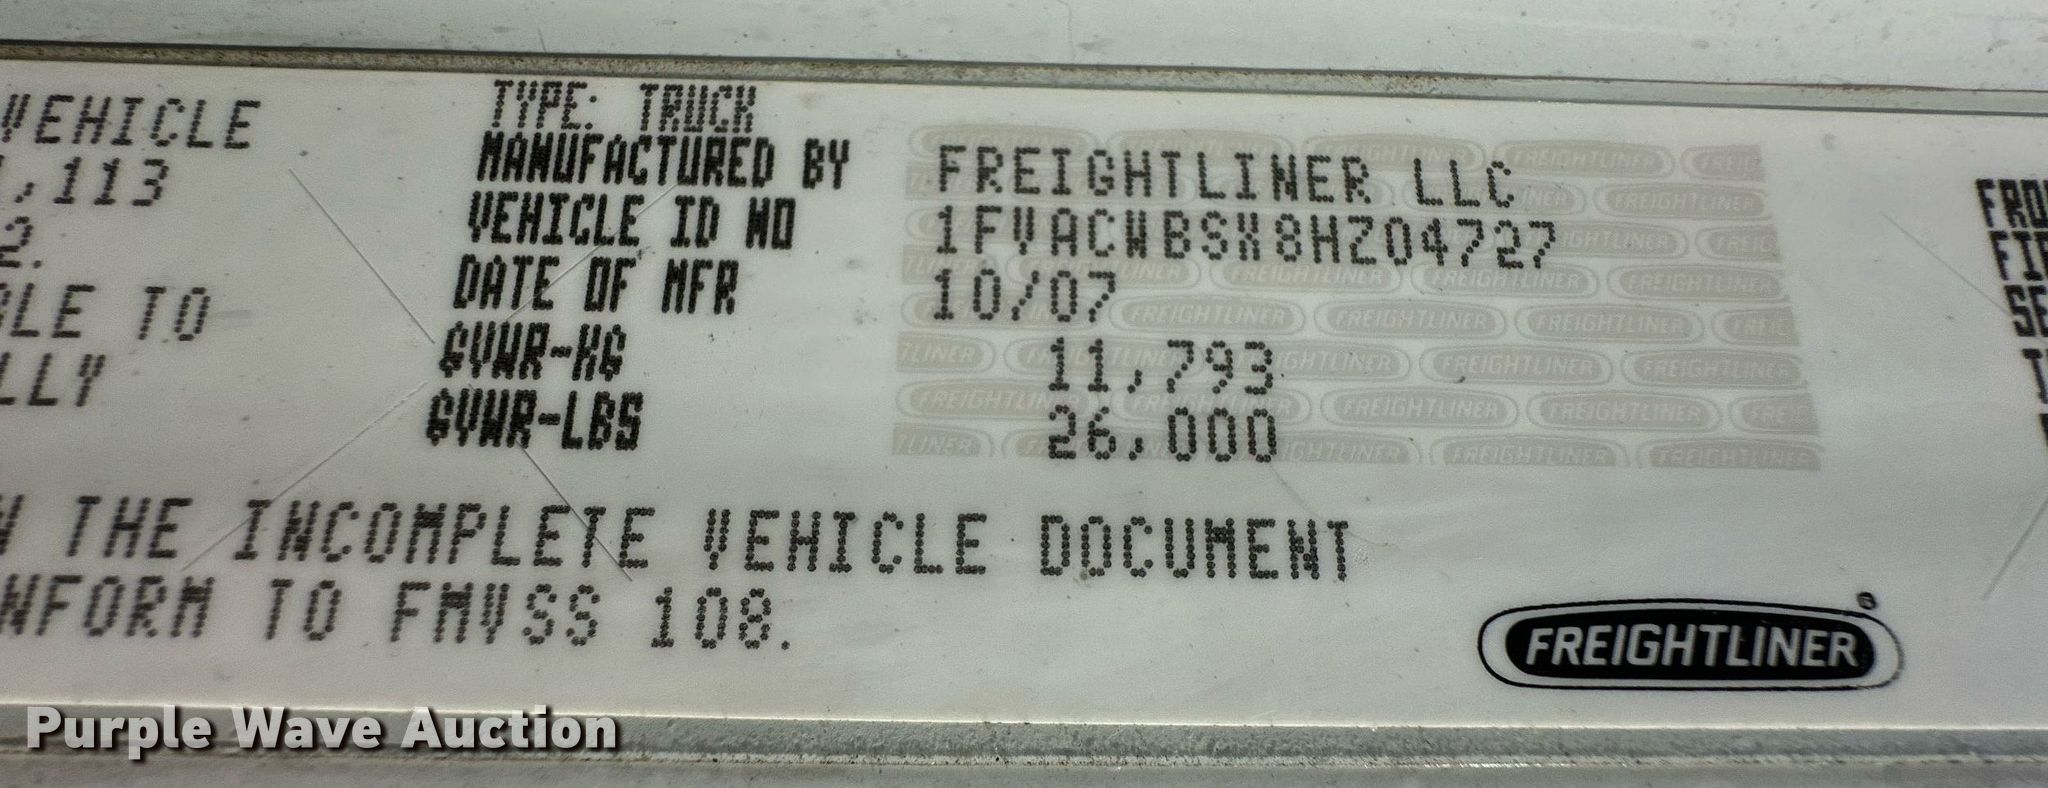 VEHICLE
,113
2.
LE TO
LLY
TYPE: TRUCK
MANUFACTURED BY FREIGHTLINER LLC
VEHICLE ID NO 1FVACWBSX8HZ04727
DATE OF MFR 10/07
GVWR-KG 11,793
GVWR-LBS 26,000
N THE INCOMPLETE VEHICLE DOCUMENT
NFORM TO FMVSS 108.
FREIGHTLINER®
Purple Wave Auction